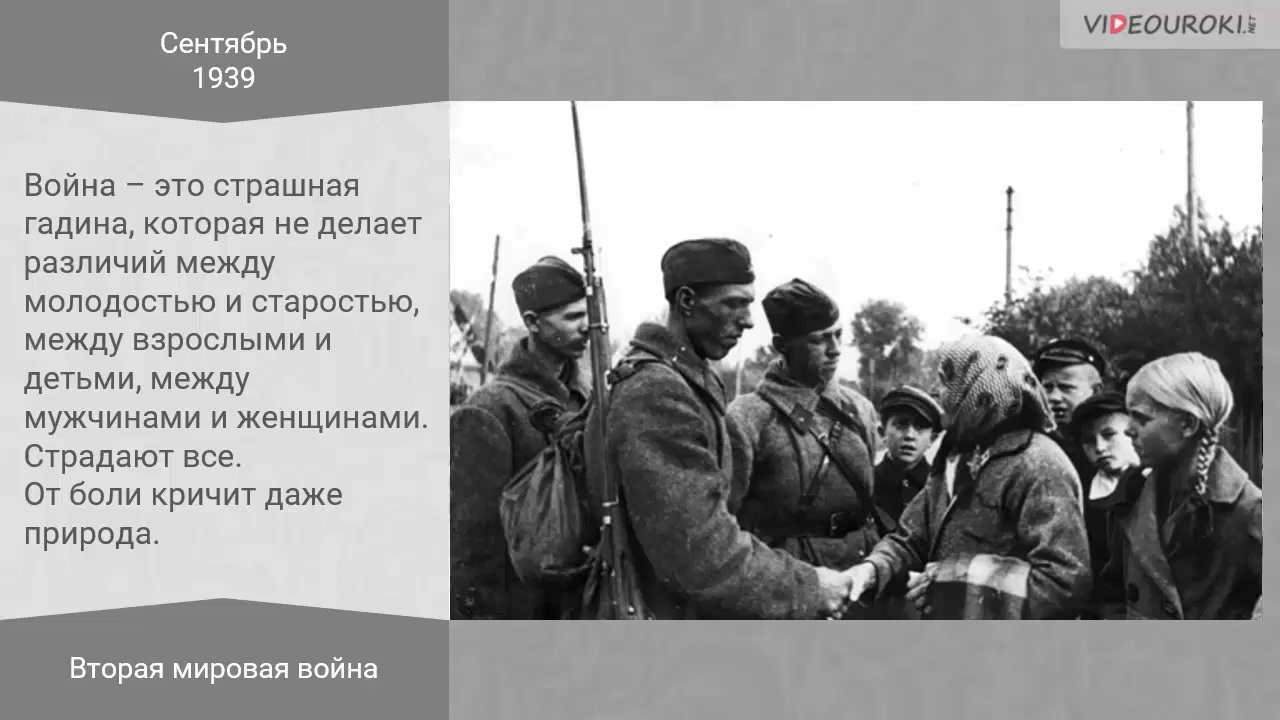 Сентябрь
1939
VIDEOUROKI.NET
Война – это страшная
гадина, которая не делает
различий между
молодостью и старостью,
между взрослыми и
детьми, между
мужчинами и женщинами.
Страдают все.
От боли кричит даже
природа.
Вторая мировая война